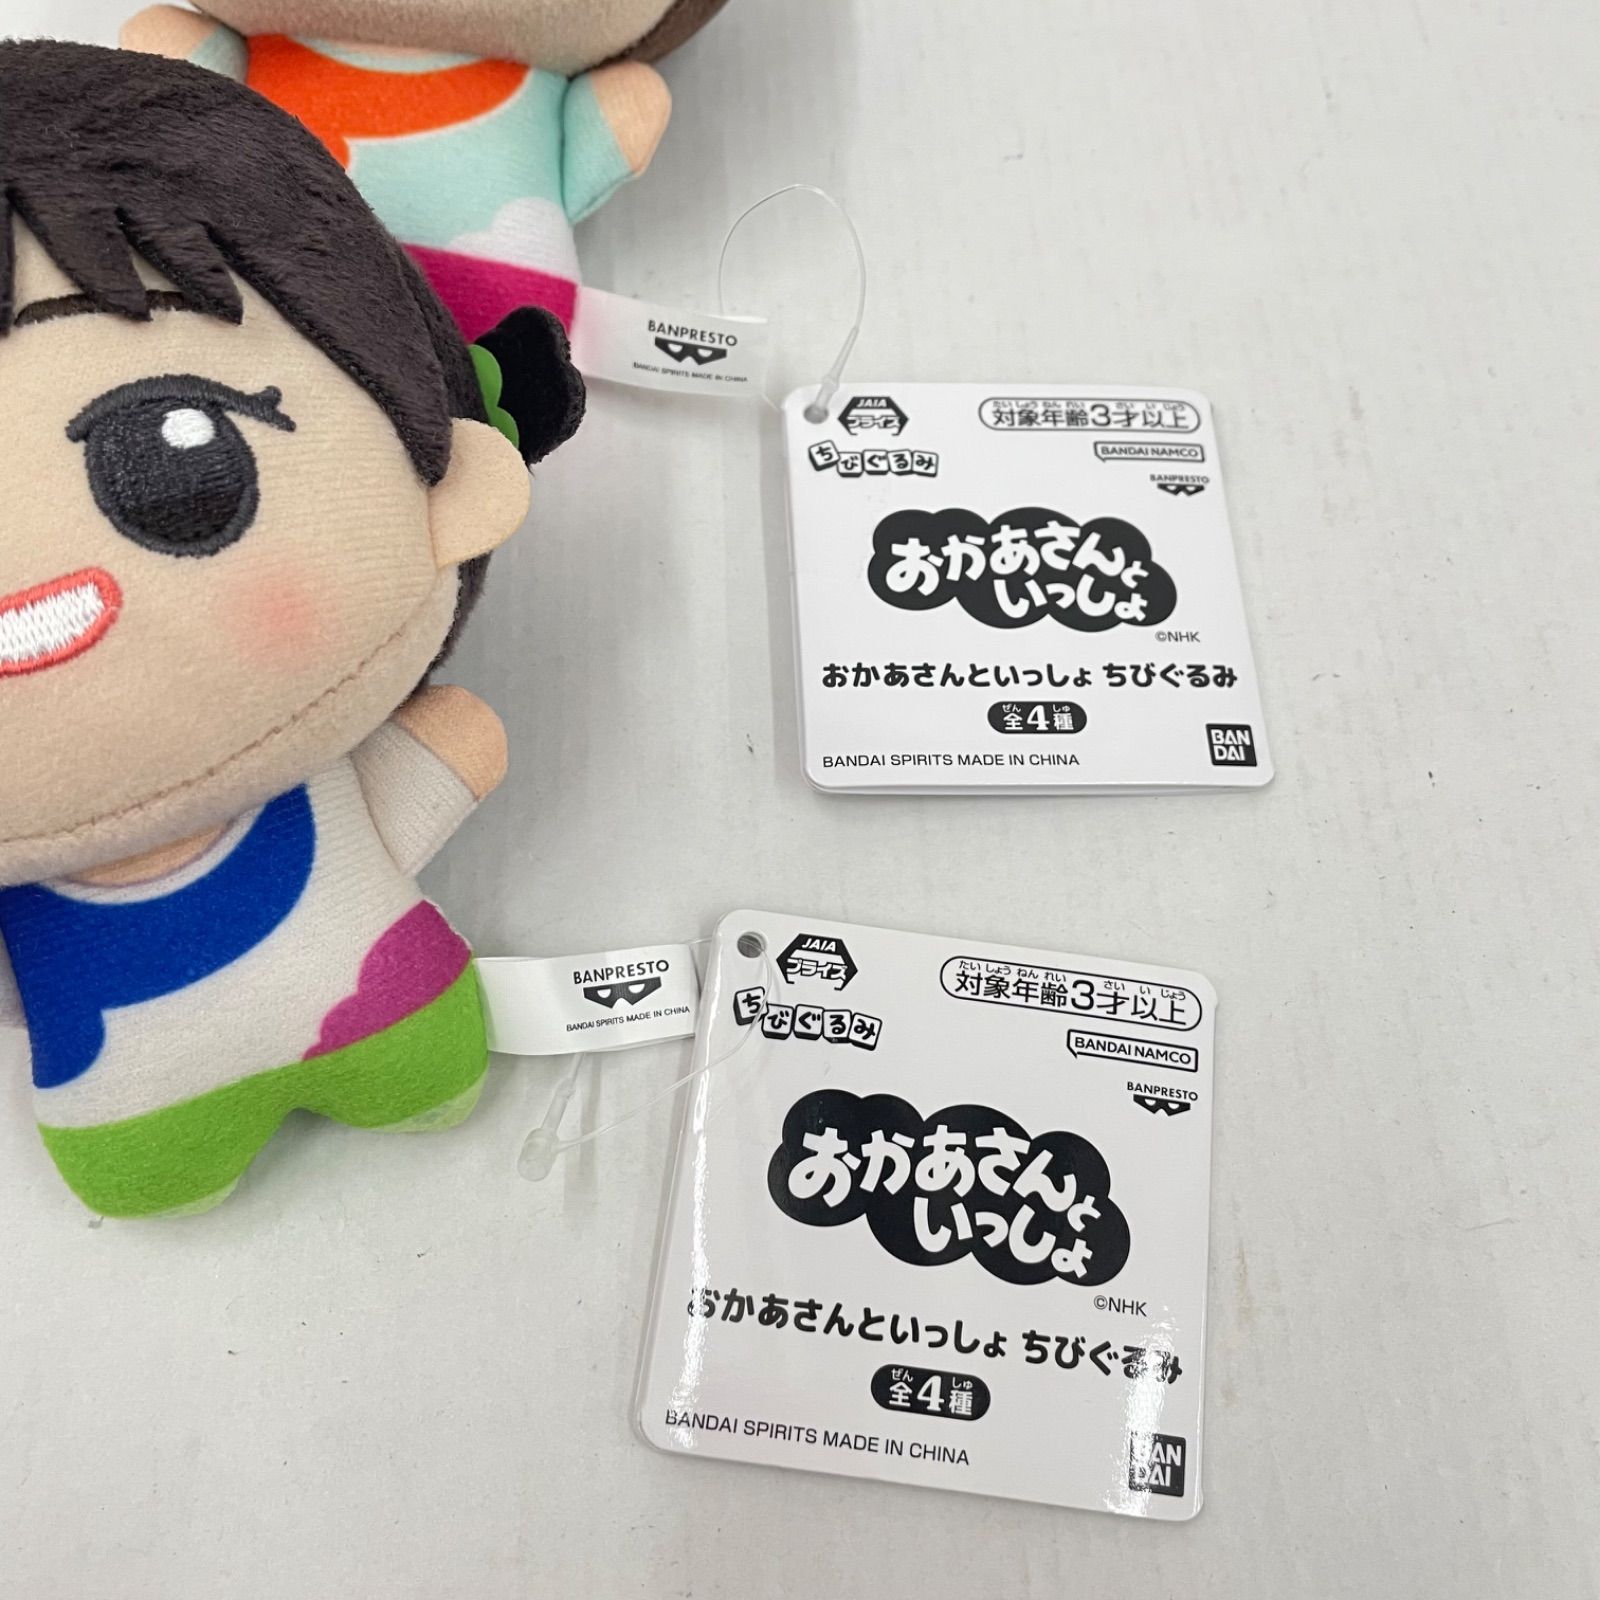 BANPRESTO
BANDAI SPIRITS MADE IN CHINA
JAIA
プライズ
たいしょうねんれい さいいじょう
対象年齢3才以上
ちびぐるみ
BANDAI NAMCO
BANPRESTO
おかあさんと
いっしょ
©NHK
おかあさんといっしょ ちびぐるみ
ぜん しゅ
全4種
BANDAI SPIRITS MADE IN CHINA
BAN
DAI
BANPRESTO
BANDAI SPIRITS MADE IN CHINA
JAIA
プライズ
たいしょうねんれい さいいじょう
対象年齢3才以上
ちびぐるみ
BANDAI NAMCO
BANPRESTO
おかあさんと
いっしょ
©NHK
おかあさんといっしょ ちびぐるみ
ぜん しゅ
全4種
BANDAI SPIRITS MADE IN CHINA
BAN
DAI